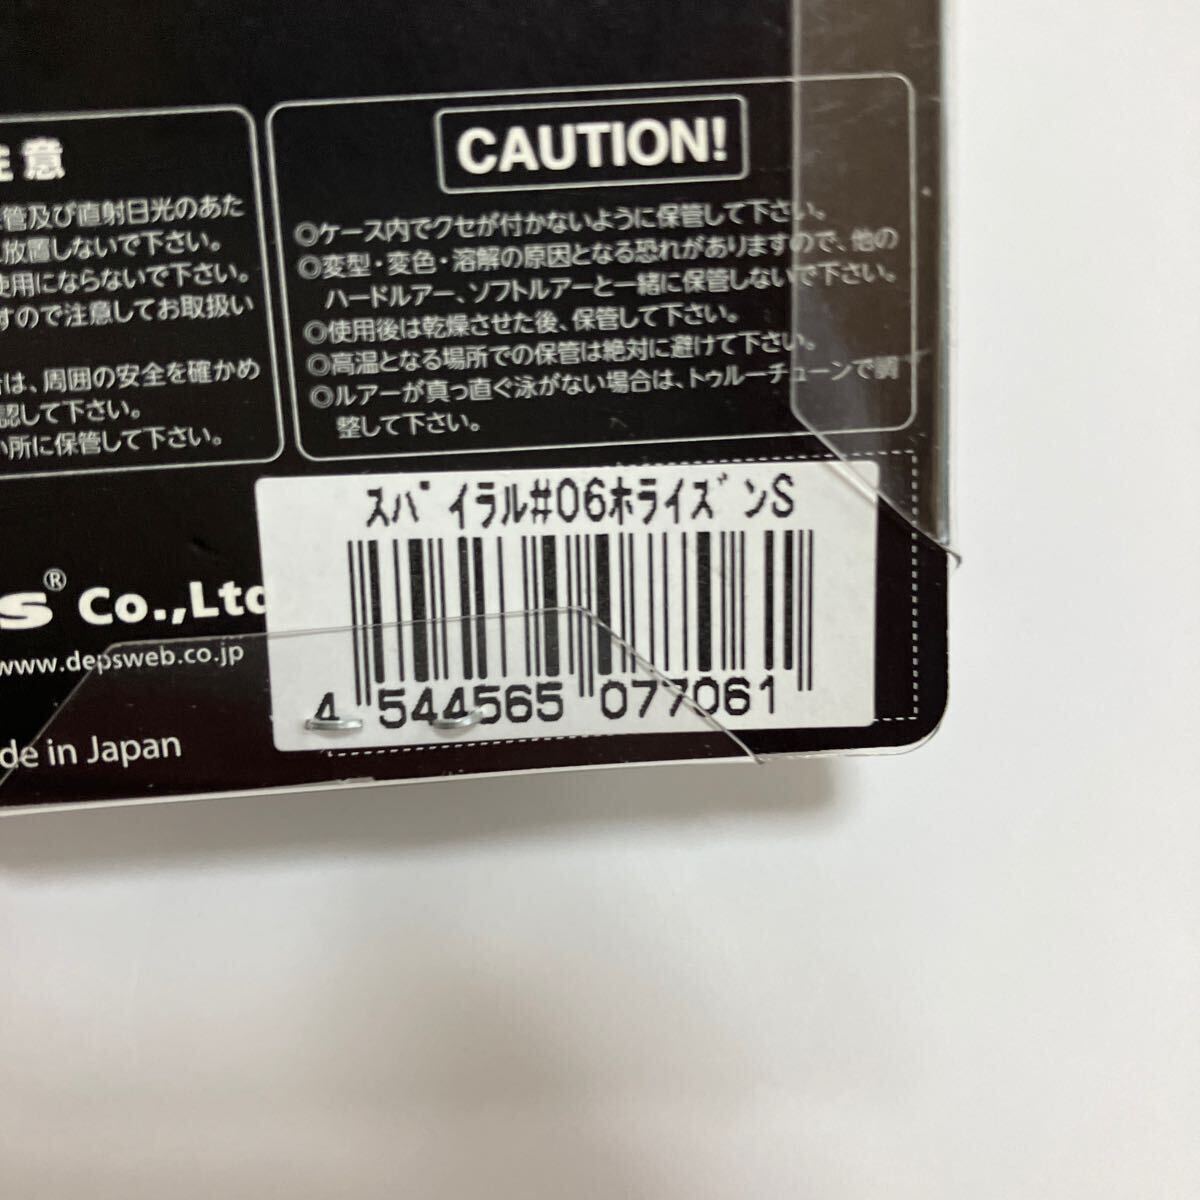 注意
管及び直射日光のあた
放置しないで下さい。
使用にならないで下さい。
すので注意してお取扱い
は、周囲の安全を確かめ
認して下さい。
い所に保管して下さい。
CAUTION!
◎ケース内でクセが付かないように保管して下さい。
◎変型・変色・溶解の原因となる恐れがありますので、他の
ハードルアー、ソフトルアーと一緒に保管しないで下さい。
◎使用後は乾燥させた後、保管して下さい。
◎高温となる場所での保管は絶対に避けて下さい。
◎ルアーが真っ直ぐ泳がない場合は、トゥルーチューンで調
整して下さい。
s® Co.,Ltd
www.depsweb.co.jp
de in Japan
ｽﾊﾟｲﾗﾙ#06ﾎﾗｲｽﾞﾝS
4 544565 077061